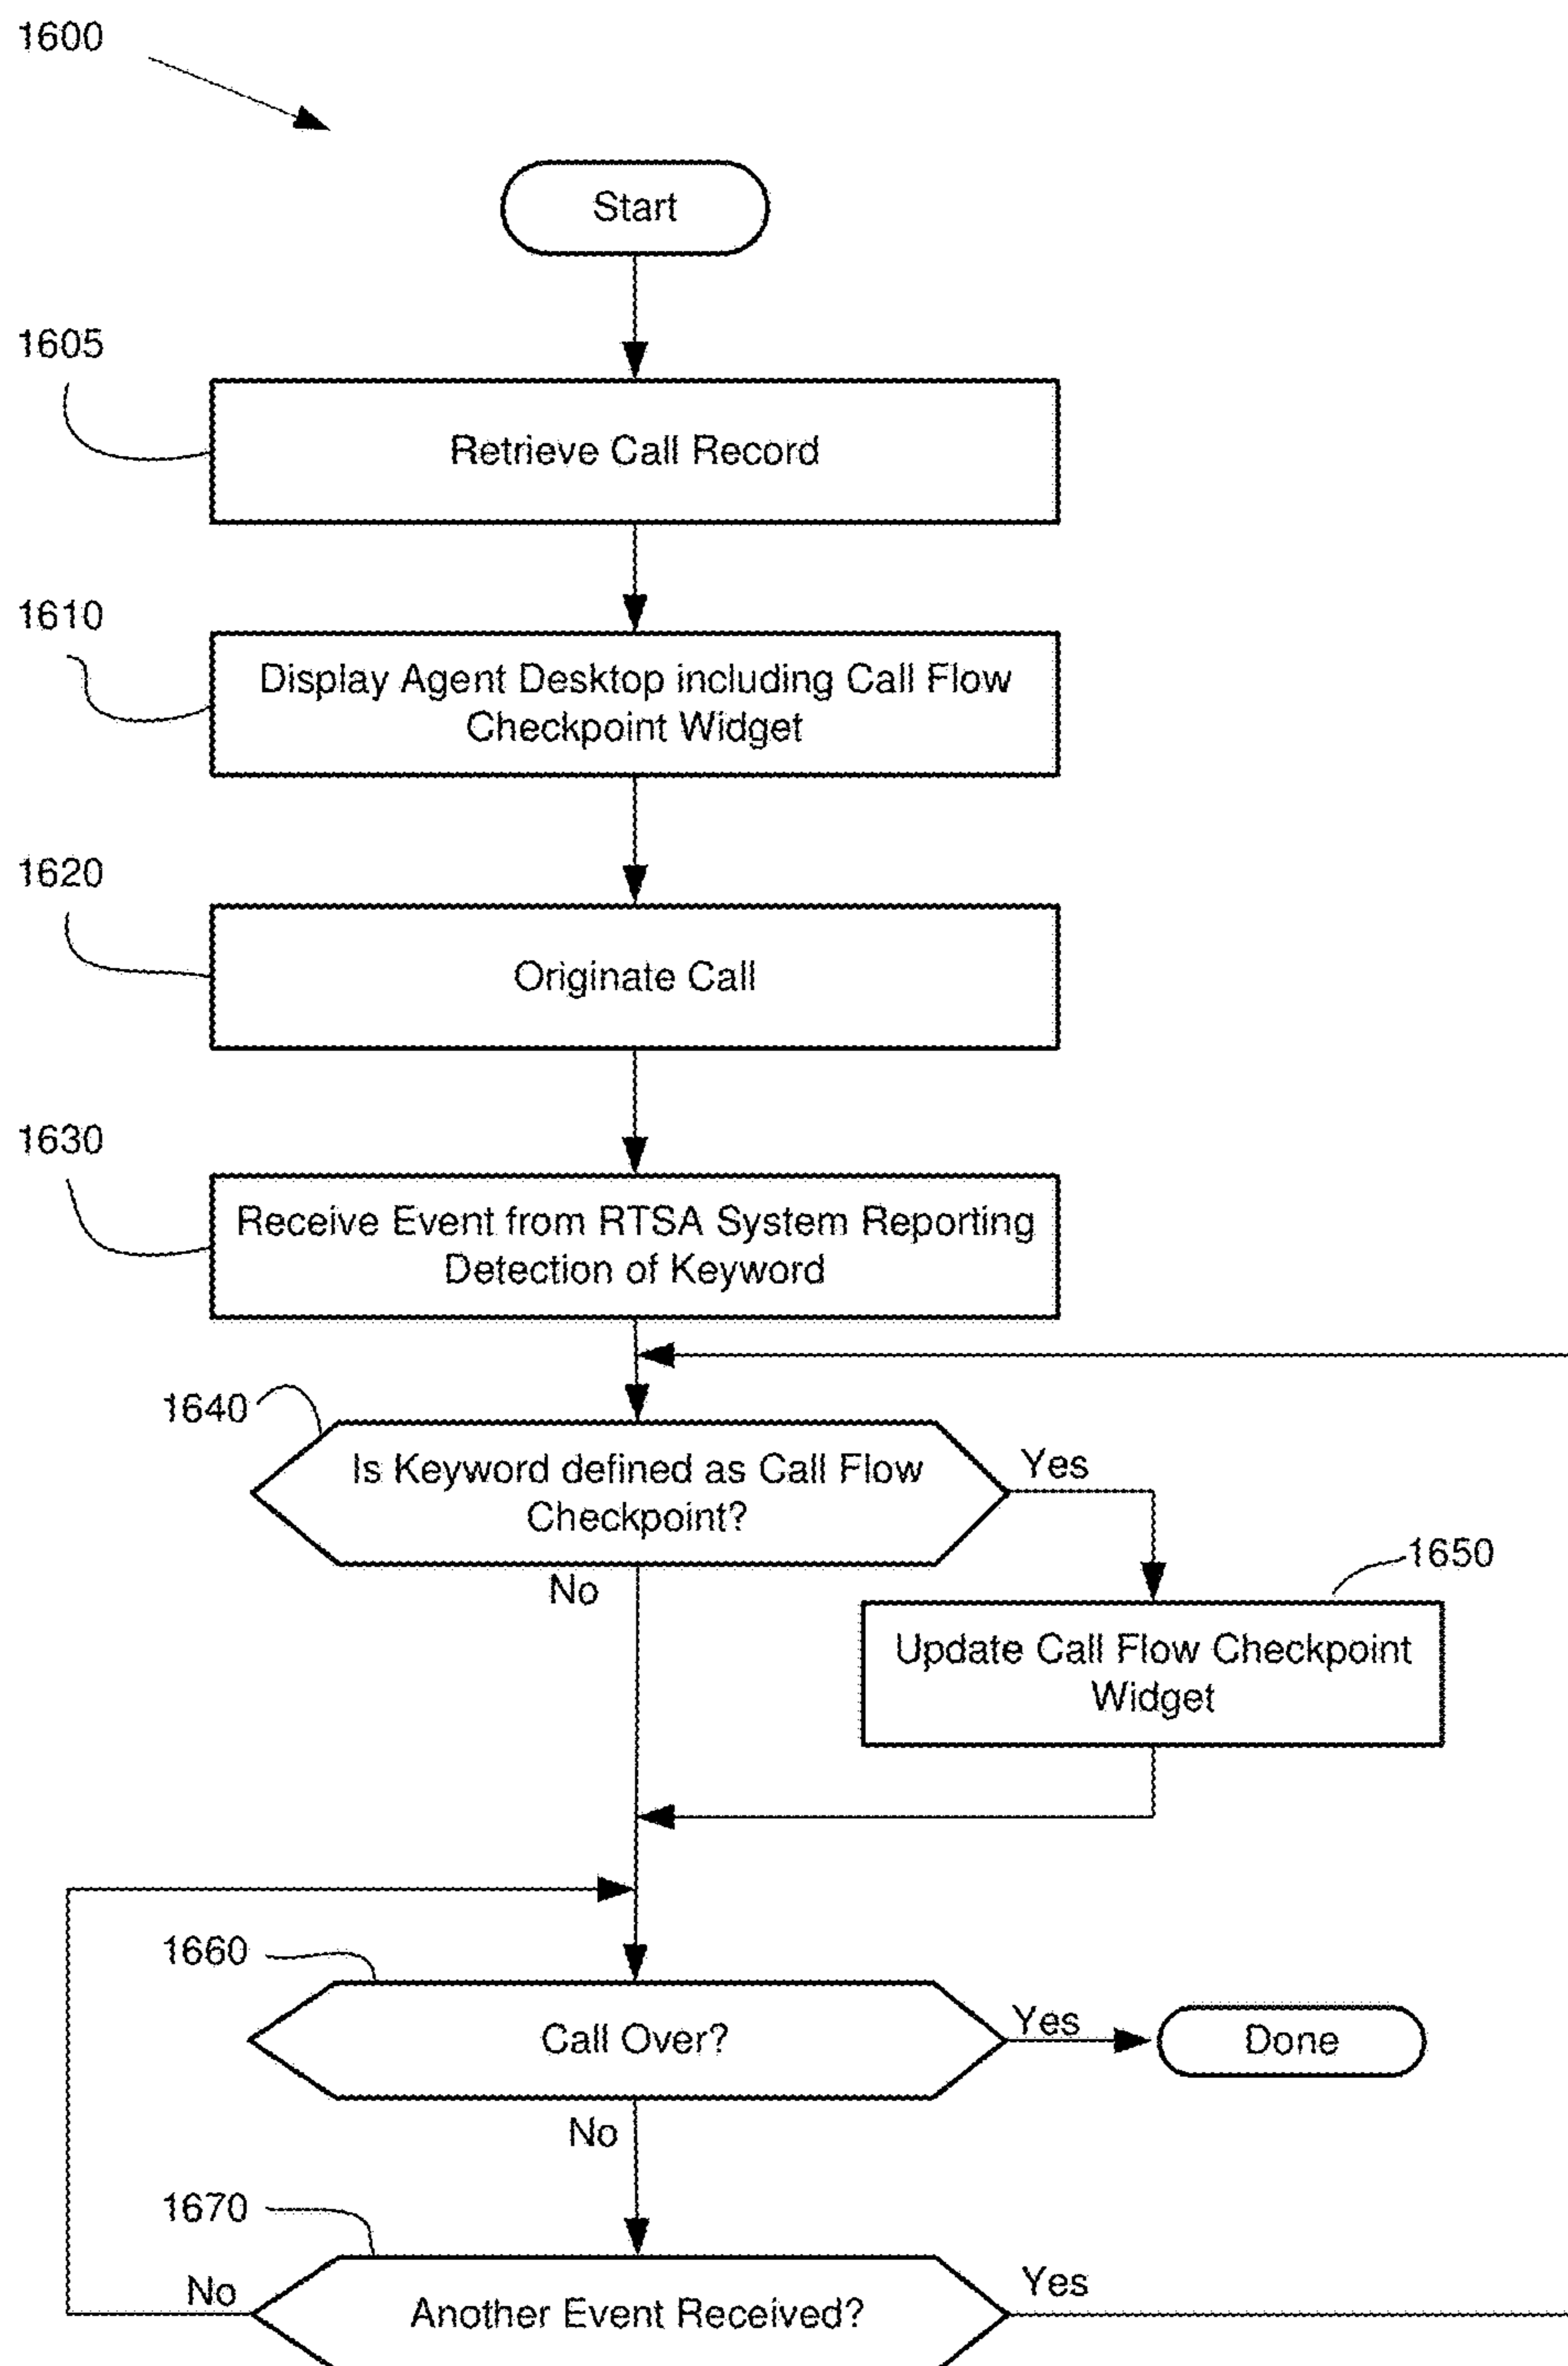 1600
Start
1605
Retrieve Call Record
1610
Display Agent Desktop including Call Flow
Checkpoint Widget
1620
Originate Call
1630
Receive Event from RTSA System Reporting
Detection of Keyword
1640
Is Keyword defined as Call Flow
Checkpoint?
Yes
No
1650
Update Call Flow Checkpoint
Widget
1660
Call Over?
Yes
Done
No
1670
No
Another Event Received?
Yes